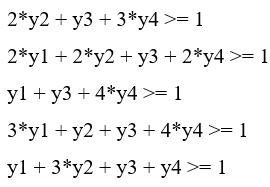 2*y2 + y3 + 3*y4 >= 1
2*y1 + 2*y2 + y3 + 2*y4 >= 1
y1 + y3 + 4*y4 >= 1
3*y1 + y2 + y3 + 4*y4 >= 1
y1 + 3*y2 + y3 + y4 >= 1